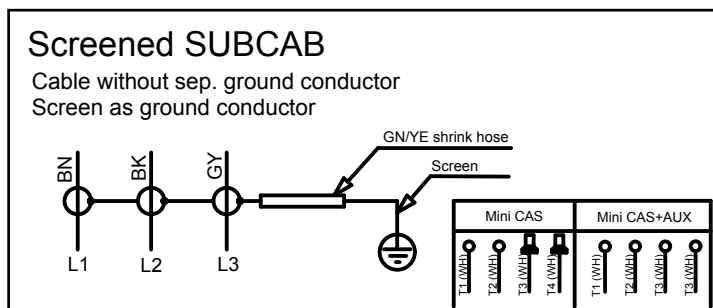 Screened SUBCAB
Cable without sep. ground conductor
Screen as ground conductor
GN/YE shrink hose
Screen
BN
BK
GY
L1
L2
L3
Mini CAS
Mini CAS+AUX
T1 (WH)
T2 (WH)
T3 (WH)
T4 (WH)
T1 (WH)
T2 (WH)
T3 (WH)
T3 (WH)